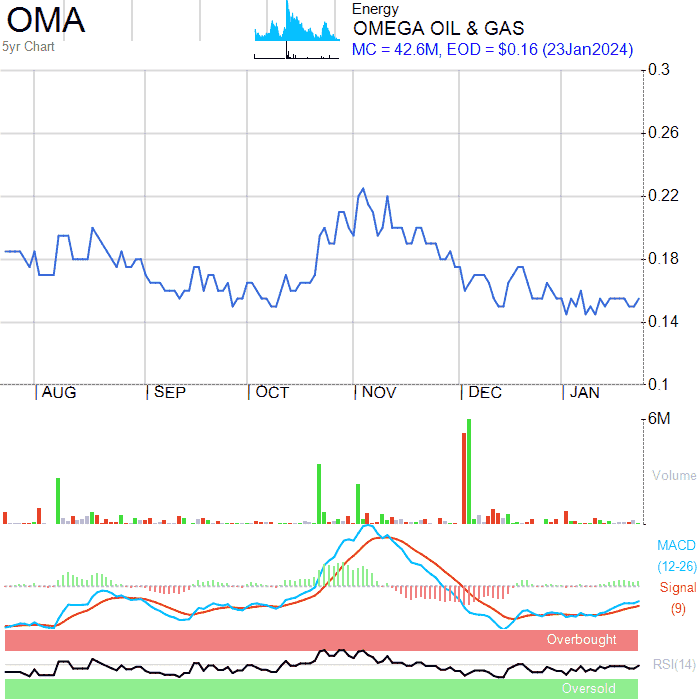 OMA
5yr Chart
Energy
OMEGA OIL & GAS
MC = 42.6M, EOD = $0.16 (23Jan2024)
0.3
0.26
0.22
0.18
0.14
0.1
AUG SEP OCT NOV DEC JAN
6M
Volume
MACD
(12-26)
Signal
(9)
Overbought
RSI(14)
Oversold